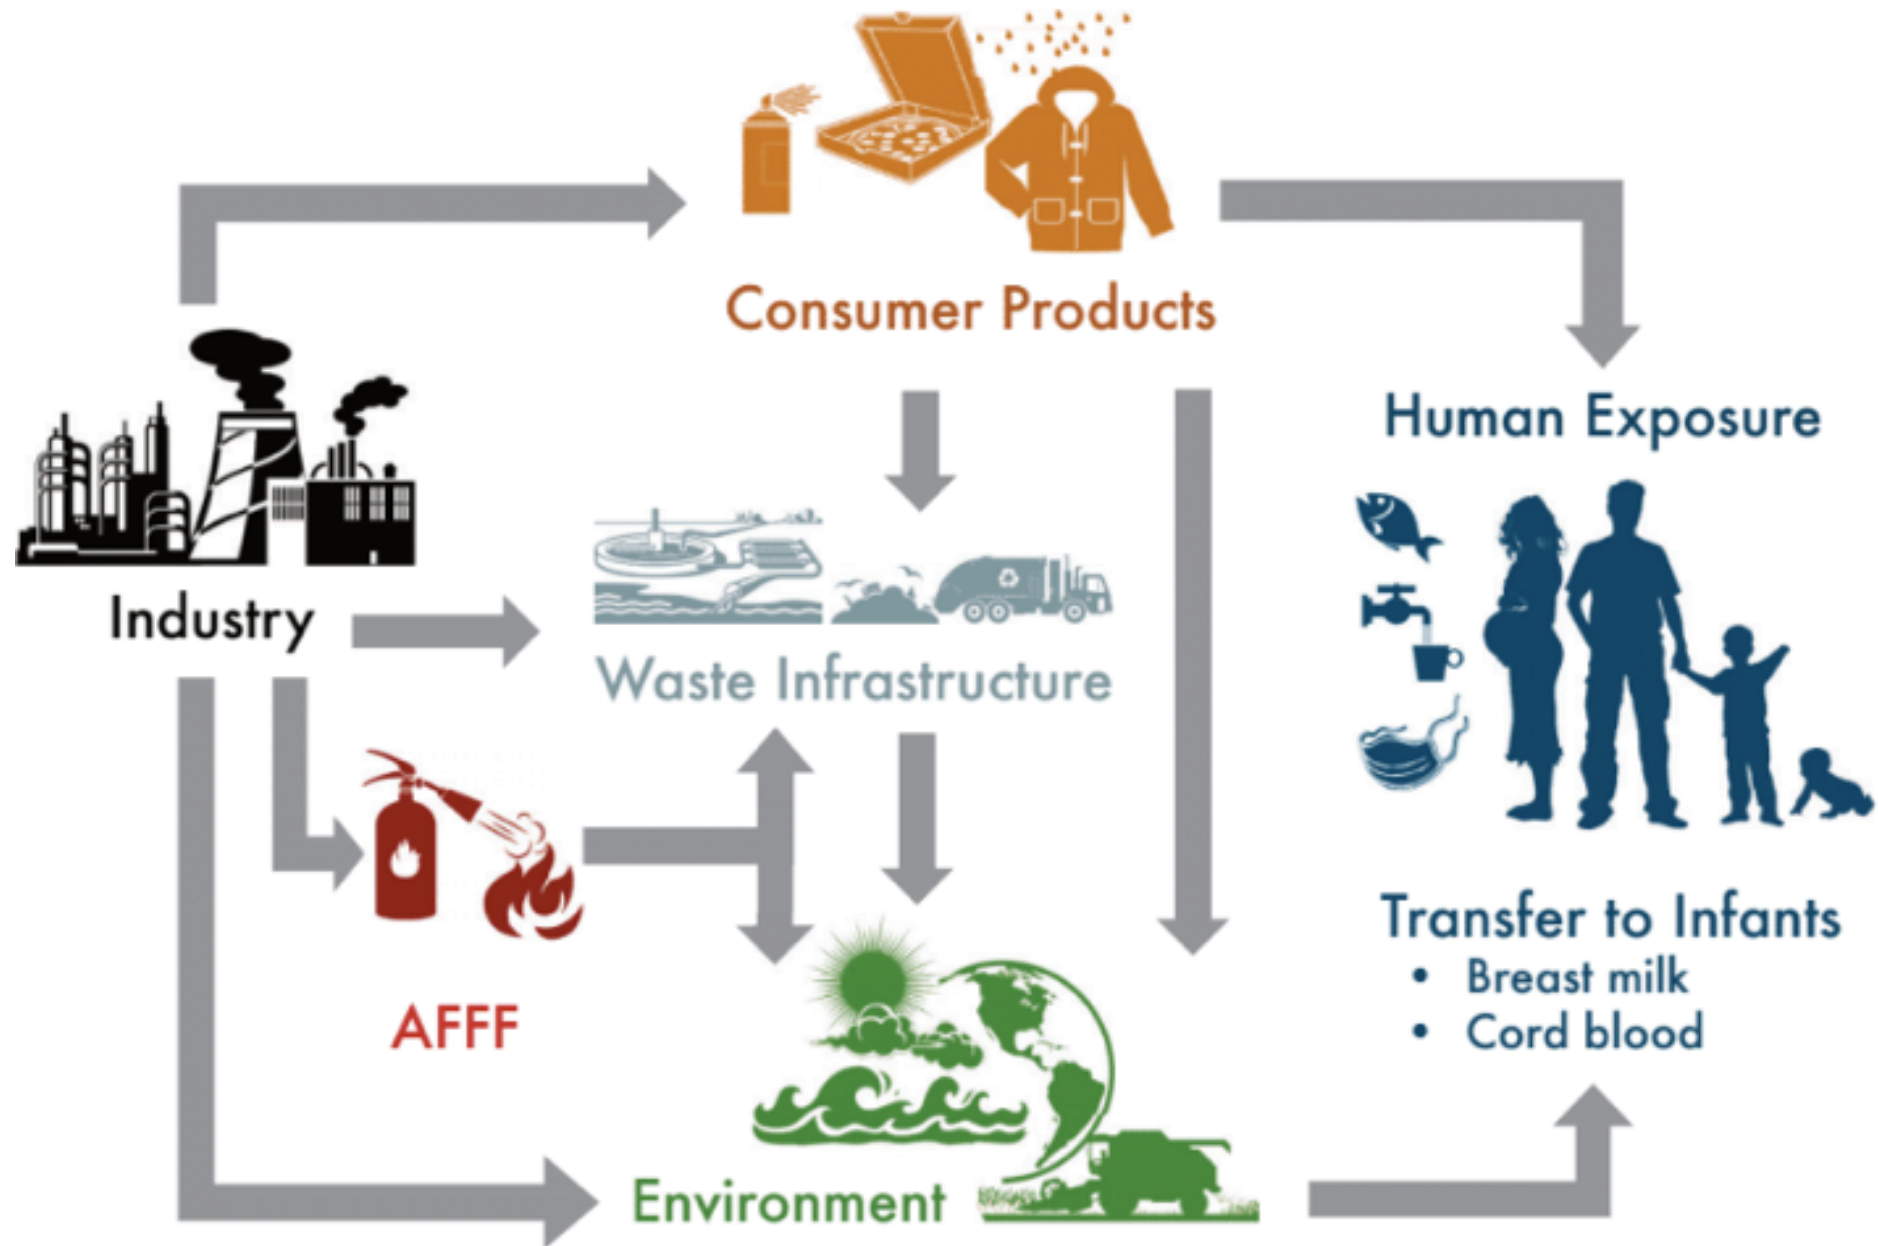 Consumer Products
Human Exposure
Industry
Waste Infrastructure
Transfer to Infants
• Breast milk
• Cord blood
AFFF
Environment